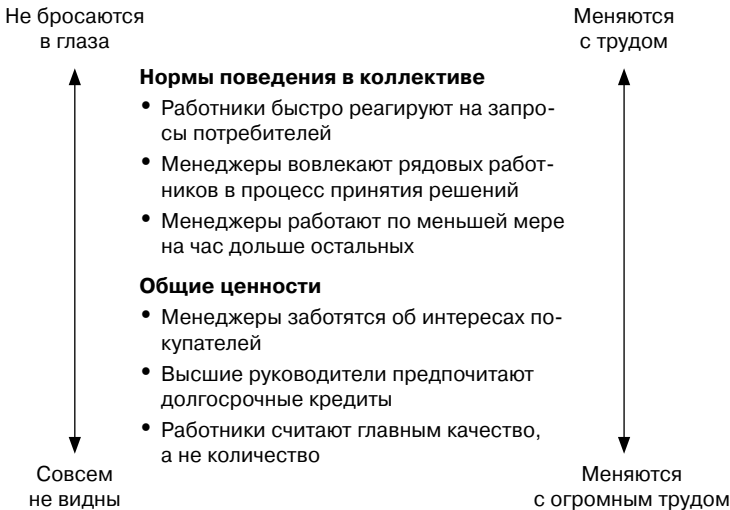 Не бросаются
в глаза
Меняются
с трудом
Нормы поведения в коллективе
• Работники быстро реагируют на запро-
сы потребителей
• Менеджеры вовлекают рядовых работ-
ников в процесс принятия решений
• Менеджеры работают по меньшей мере
на час дольше остальных
Общие ценности
• Менеджеры заботятся об интересах по-
купателей
• Высшие руководители предпочитают
долгосрочные кредиты
• Работники считают главным качество,
а не количество
Совсем
не видны
Меняются
с огромным трудом